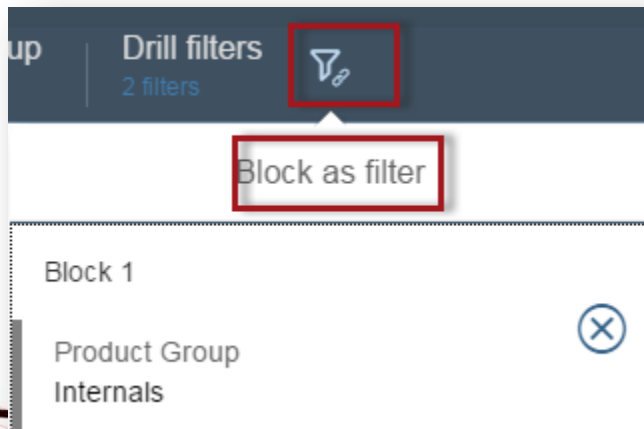 up
Drill filters
2 filters
Block as filter
Block 1
Product Group
Internals